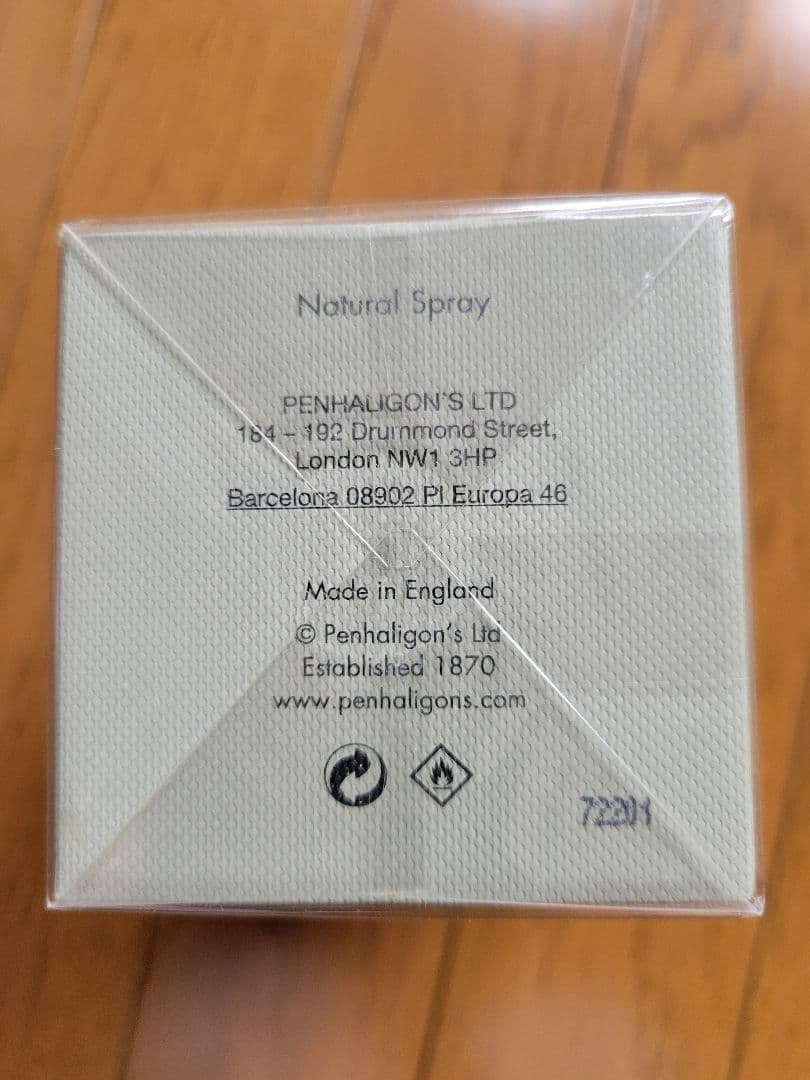 Natural Spray
PENHALIGON'S LTD
184 – 192 Drummond Street,
London NW1 3HP
Barcelona 08902 Pl Europa 46
Made in England
© Penhaligon's Ltd
Established 1870
www.penhaligons.com
72201